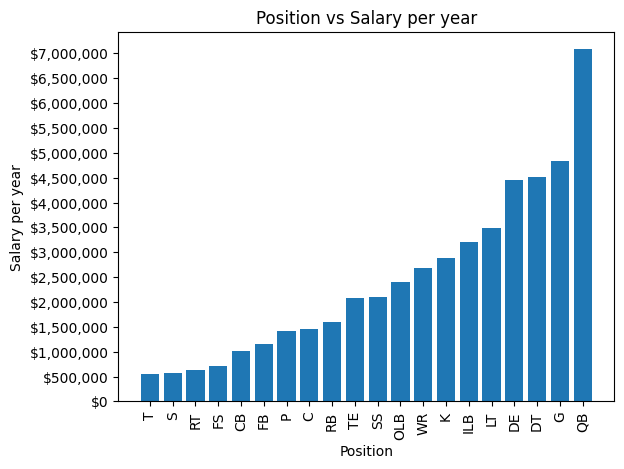 Position vs Salary per year
Salary per year
$7,000,000
$6,500,000
$6,000,000
$5,500,000
$5,000,000
$4,500,000
$4,000,000
$3,500,000
$3,000,000
$2,500,000
$2,000,000
$1,500,000
$1,000,000
$500,000
$0
T
S
RT
FS
CB
FB
P
C
RB
TE
SS
OLB
WR
K
ILB
LT
DE
DT
G
QB
Position